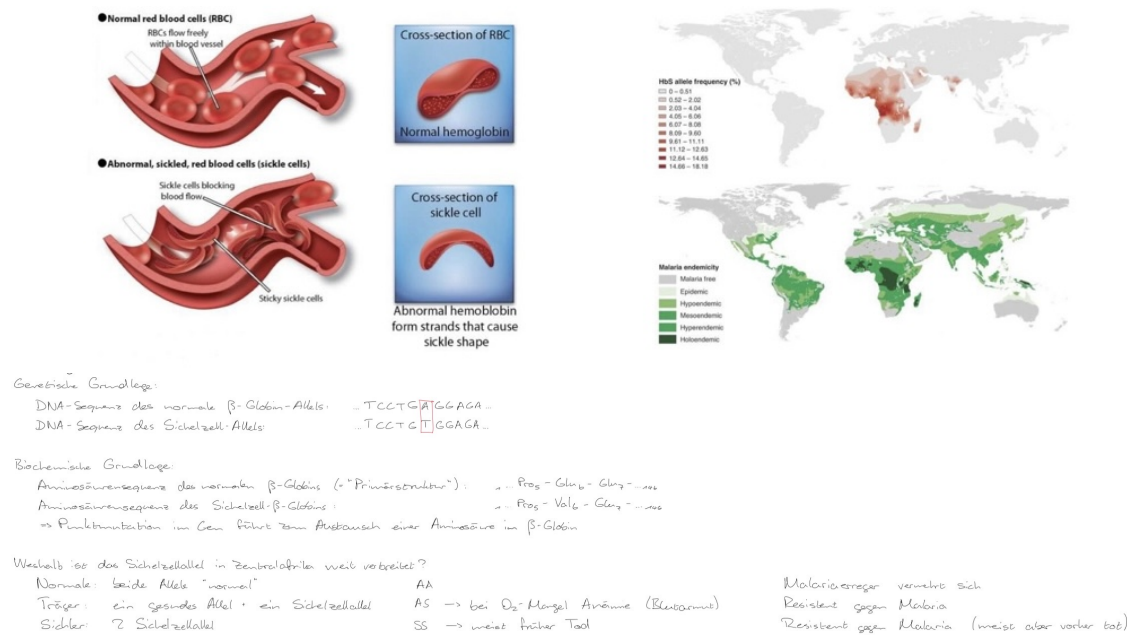 ●Normal red blood cells (RBC)
RBCs flow freely
within blood vessel
Cross-section of RBC
Normal hemoglobin
●Abnormal, sickled, red blood cells (sickle cells)
Sickle cells blocking
blood flow
Sticky sickle cells
Cross-section of
sickle cell
Abnormal hemoblobin
form strands that cause
sickle shape
HbS allele frequency (%)
0 – 0.51
0.52 – 2.02
2.03 – 4.04
4.05 – 6.06
6.07 – 8.08
8.09 – 9.60
9.61 – 11.11
11.12 – 12.63
12.64 – 14.65
14.66 – 18.18
Malaria endemicity
Malaria free
Epidemic
Hypoendemic
Mesoendemic
Hyperendemic
Holoendemic
Genetische Grundlage:
DNA-Sequenz des normale β-Globin-Allels: ...TCCTGAGGAGA...
DNA-Sequenz des Sichelzell-Allels: ...TCCTGTGGAGA...
Biochemische Grundlage:
Aminosäurensequenz des normalen β-Globins (="Primärstruktur"): 1... Pro5 - Glu6 - Glu7 - ...146
Aminosäurensequenz des Sichelzell-β-Globins: 1... Pro5 - Val6 - Glu7 - ...146
=> Punktmutation im Gen führt zum Austausch einer Aminosäure im β-Globin
Weshalb ist das Sichelzellallel in Zentralafrika weit verbreitet?
Normale: beide Allele "normal" AA Malariaerreger vermehrt sich
Träger: ein gesundes Allel + ein Sichelzellallel AS -> bei O2-Mangel Anämie (Blutarmut) Resistent gegen Malaria
Sichler: 2 Sichelzellallel SS -> meist früher Tod Resistent gegen Malaria (meist aber vorher tot)